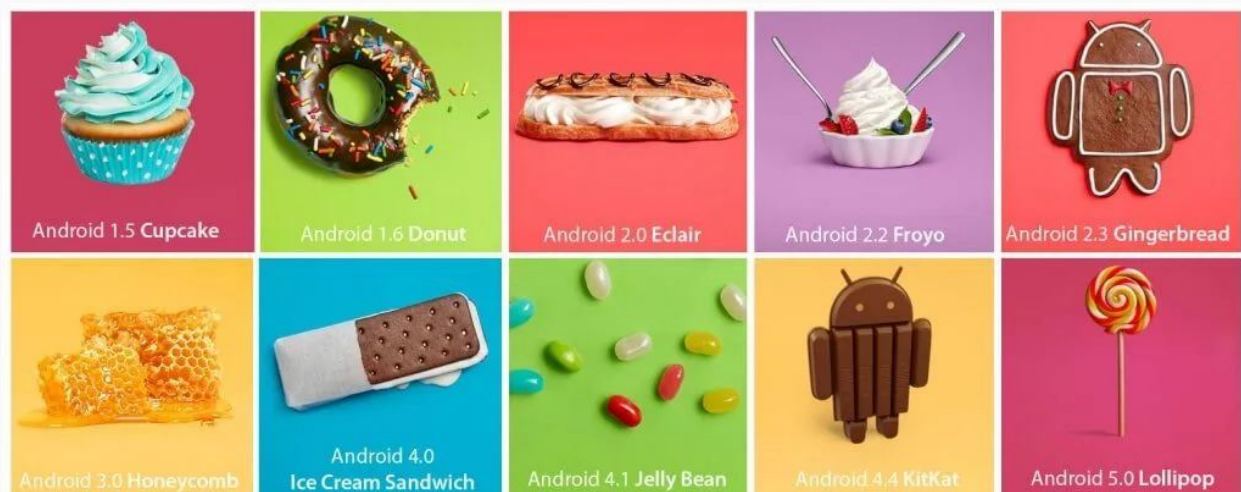 Android 1.5 Cupcake
Android 1.6 Donut
Android 2.0 Eclair
Android 2.2 Froyo
Android 2.3 Gingerbread
Android 3.0 Honeycomb
Android 4.0
Ice Cream Sandwich
Android 4.1 Jelly Bean
Android 4.4 KitKat
Android 5.0 Lollipop